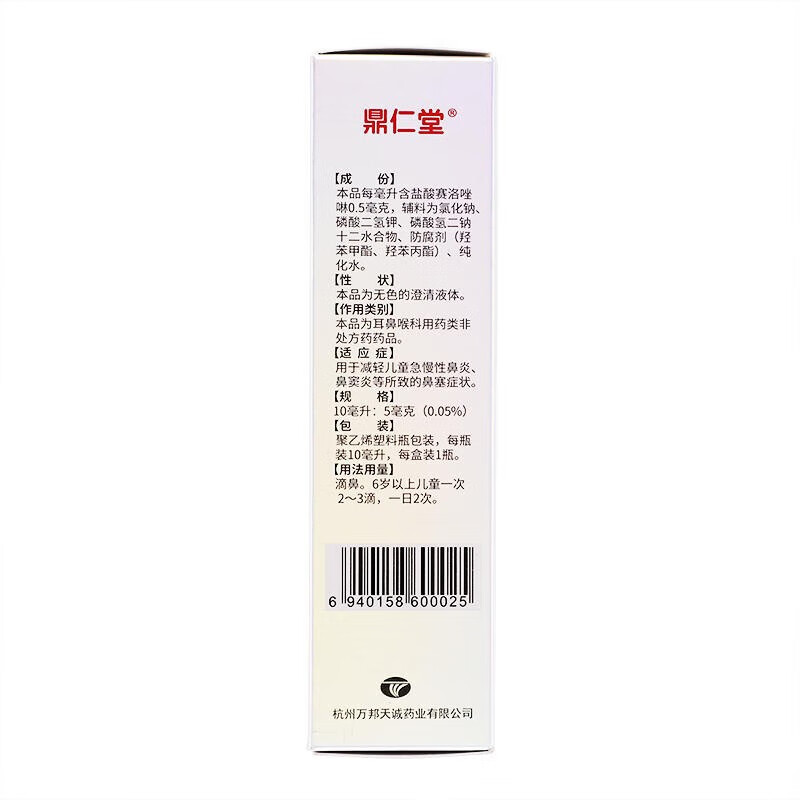 鼎仁堂®
【成 份】
本品每毫升含盐酸赛洛唑
啉0.5毫克，辅料为氯化钠、
磷酸二氢钾、磷酸氢二钠
十二水合物、防腐剂（羟
苯甲酯、羟苯丙酯）、纯
化水。
【性 状】
本品为无色的澄清液体。
【作用类别】
本品为耳鼻喉科用药类非
处方药药品。
【适 应 症】
用于减轻儿童急慢性鼻炎、
鼻窦炎等所致的鼻塞症状。
【规 格】
10毫升：5毫克（0.05%）
【包 装】
聚乙烯塑料瓶包装，每瓶
装10毫升，每盒装1瓶。
【用法用量】
滴鼻。6岁以上儿童一次
2～3滴，一日2次。
6 940158 600025
杭州万邦天诚药业有限公司